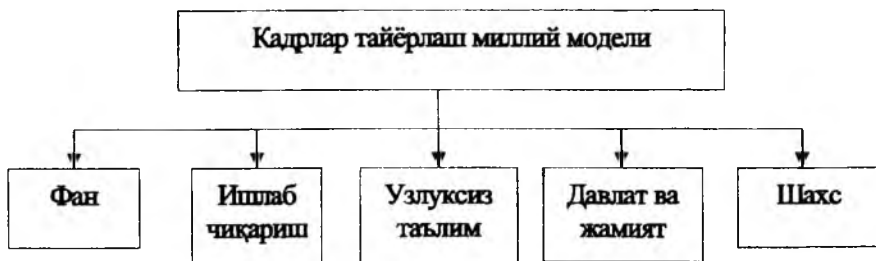 Кадрлар тайёрлаш миллий модели
Фан
Ишлаб
чиқариш
Узлуксиз
таълим
Давлат ва
жамият
Шахс